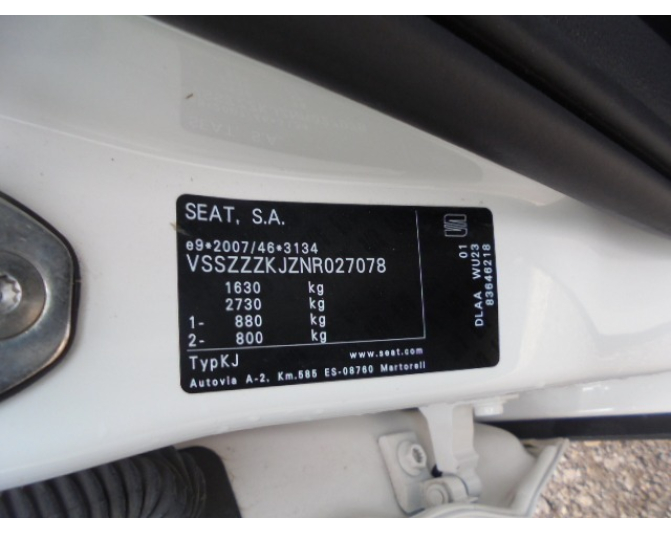 SEAT, S.A.
e9*2007/46*3134
VSSZZZKJZNR027078
1630 kg
2730 kg
1- 880 kg
2- 800 kg
TypKJ www.seat.com
Autovia A-2, Km.585 ES-08760 Martorell
01
DLAA WU23
83646218